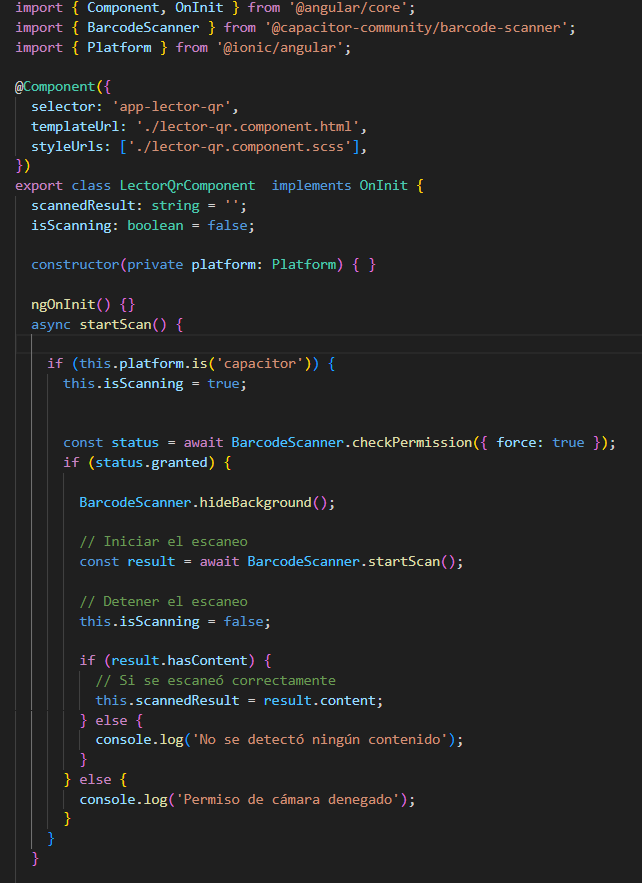 import { Component, OnInit } from '@angular/core';
import { BarcodeScanner } from '@capacitor-community/barcode-scanner';
import { Platform } from '@ionic/angular';
@Component({
  selector: 'app-lector-qr',
  templateUrl: './lector-qr.component.html',
  styleUrls: ['./lector-qr.component.scss'],
})
export class LectorQrComponent  implements OnInit {
  scannedResult: string = '';
  isScanning: boolean = false;
  constructor(private platform: Platform) { }
  ngOnInit() {}
  async startScan() {
    if (this.platform.is('capacitor')) {
      this.isScanning = true;
      const status = await BarcodeScanner.checkPermission({ force: true });
      if (status.granted) {
        BarcodeScanner.hideBackground();
        // Iniciar el escaneo
        const result = await BarcodeScanner.startScan();
        // Detener el escaneo
        this.isScanning = false;
        if (result.hasContent) {
          // Si se escaneó correctamente
          this.scannedResult = result.content;
        } else {
          console.log('No se detectó ningún contenido');
        }
      } else {
        console.log('Permiso de cámara denegado');
      }
    }
  }